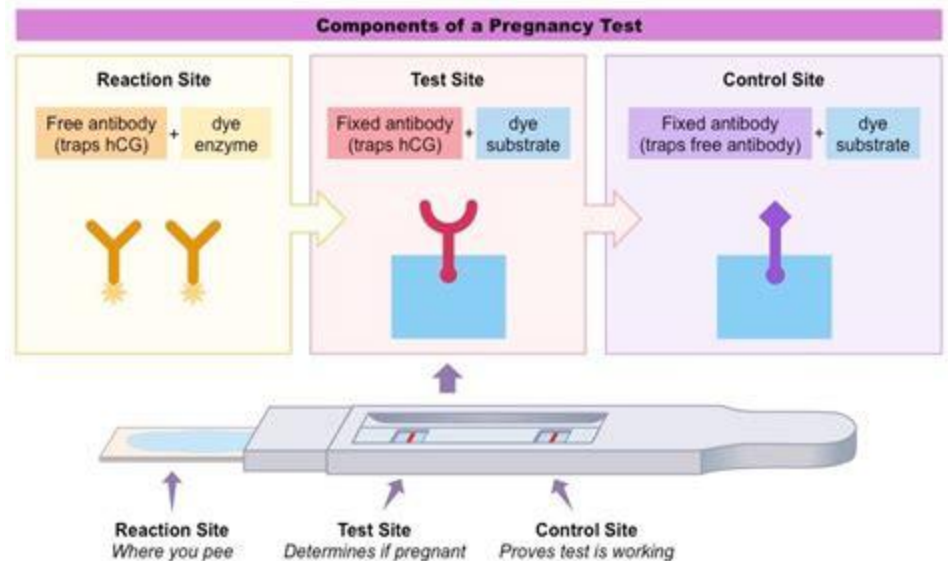 Components of a Pregnancy Test
Reaction Site
Free antibody
(traps hCG)
+
dye
enzyme
Test Site
Fixed antibody
(traps hCG)
+
dye
substrate
Control Site
Fixed antibody
(traps free antibody)
+
dye
substrate
Reaction Site
Where you pee
Test Site
Determines if pregnant
Control Site
Proves test is working